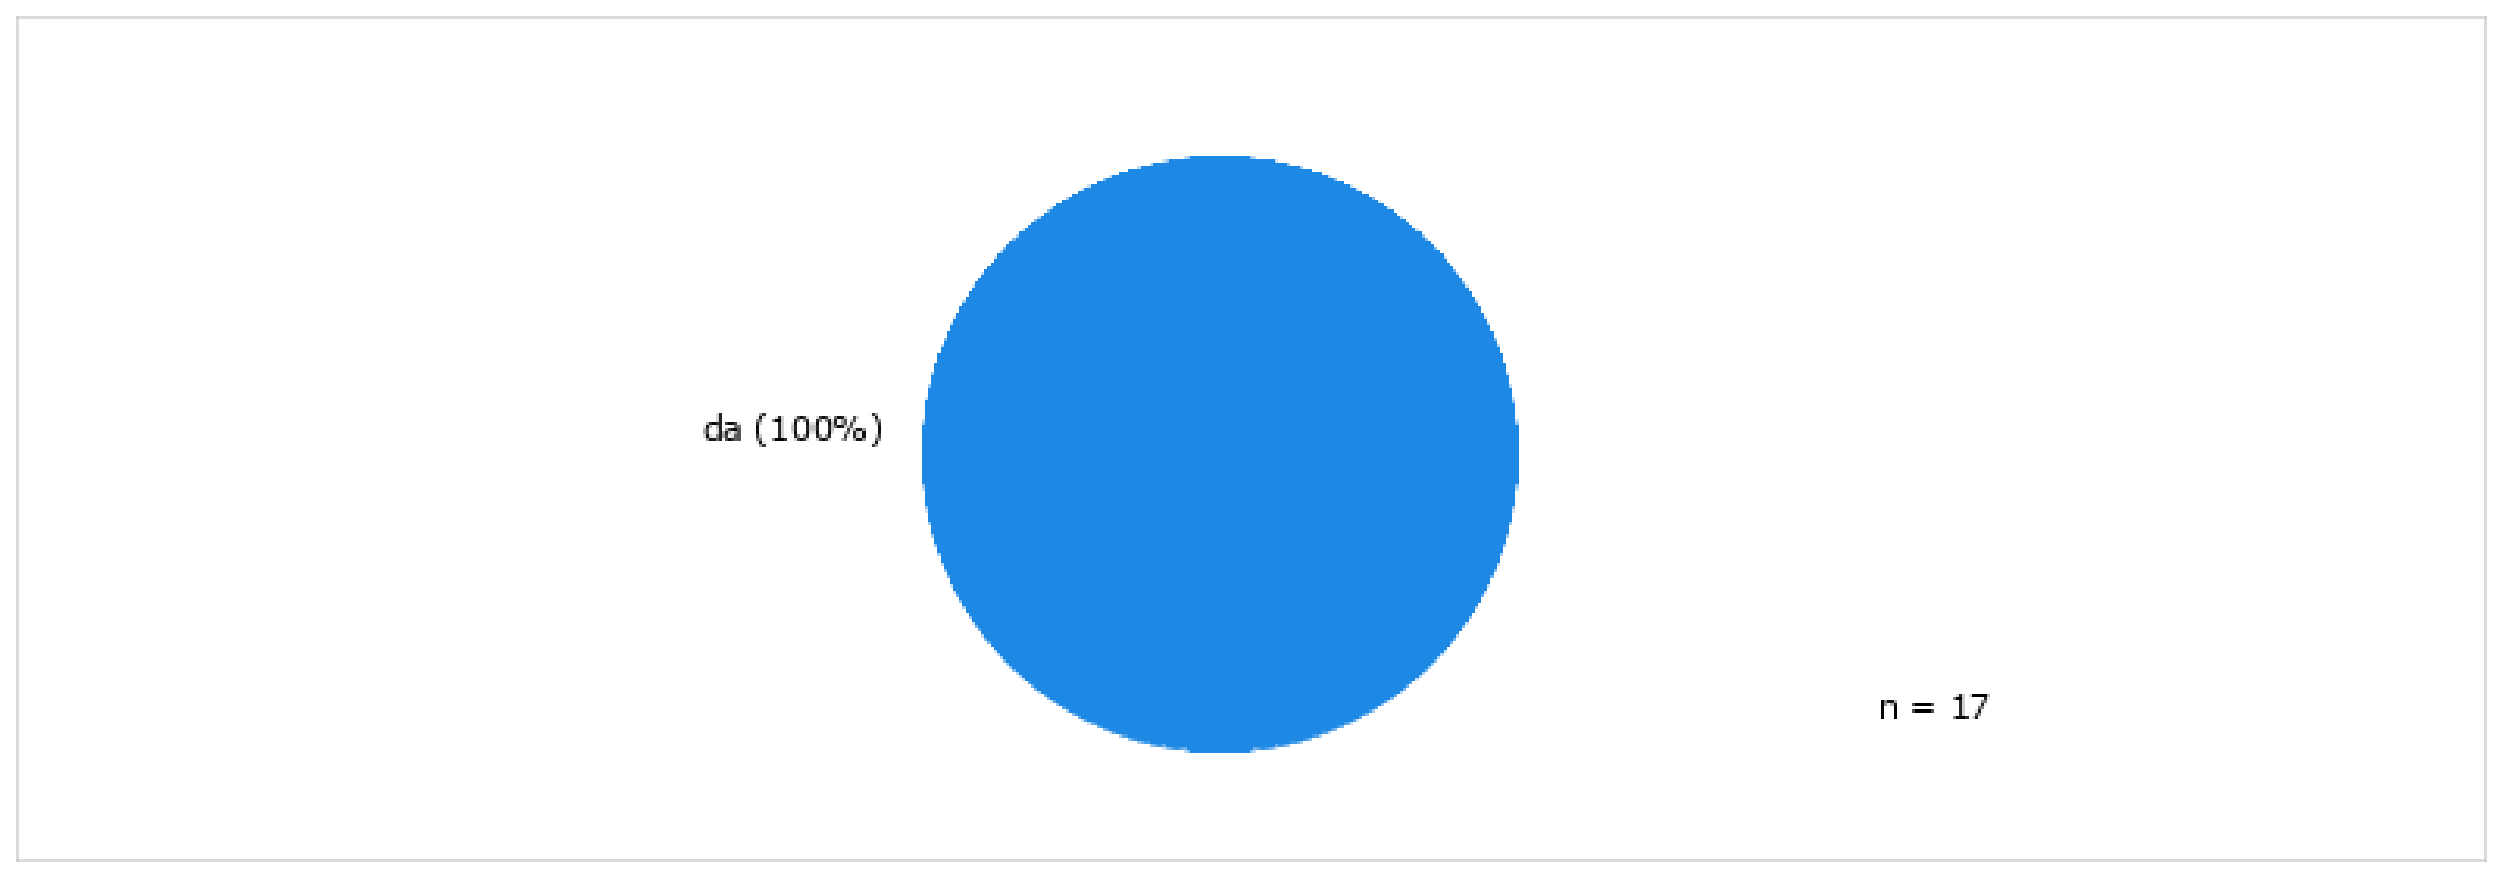 da (100%)
n = 17